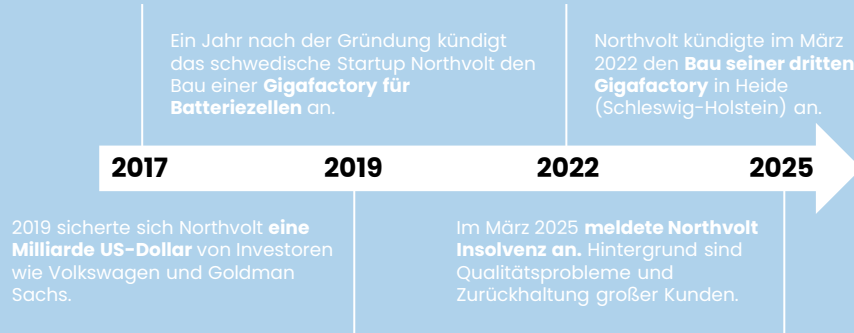 Ein Jahr nach der Gründung kündigt
das schwedische Startup Northvolt den
Bau einer Gigafactory für
Batteriezellen an.
Northvolt kündigte im März
2022 den Bau seiner dritten
Gigafactory in Heide
(Schleswig-Holstein) an.
2017
2019
2022
2025
2019 sicherte sich Northvolt eine
Milliarde US-Dollar von Investoren
wie Volkswagen und Goldman
Sachs.
Im März 2025 meldete Northvolt
Insolvenz an. Hintergrund sind
Qualitätsprobleme und
Zurückhaltung großer Kunden.